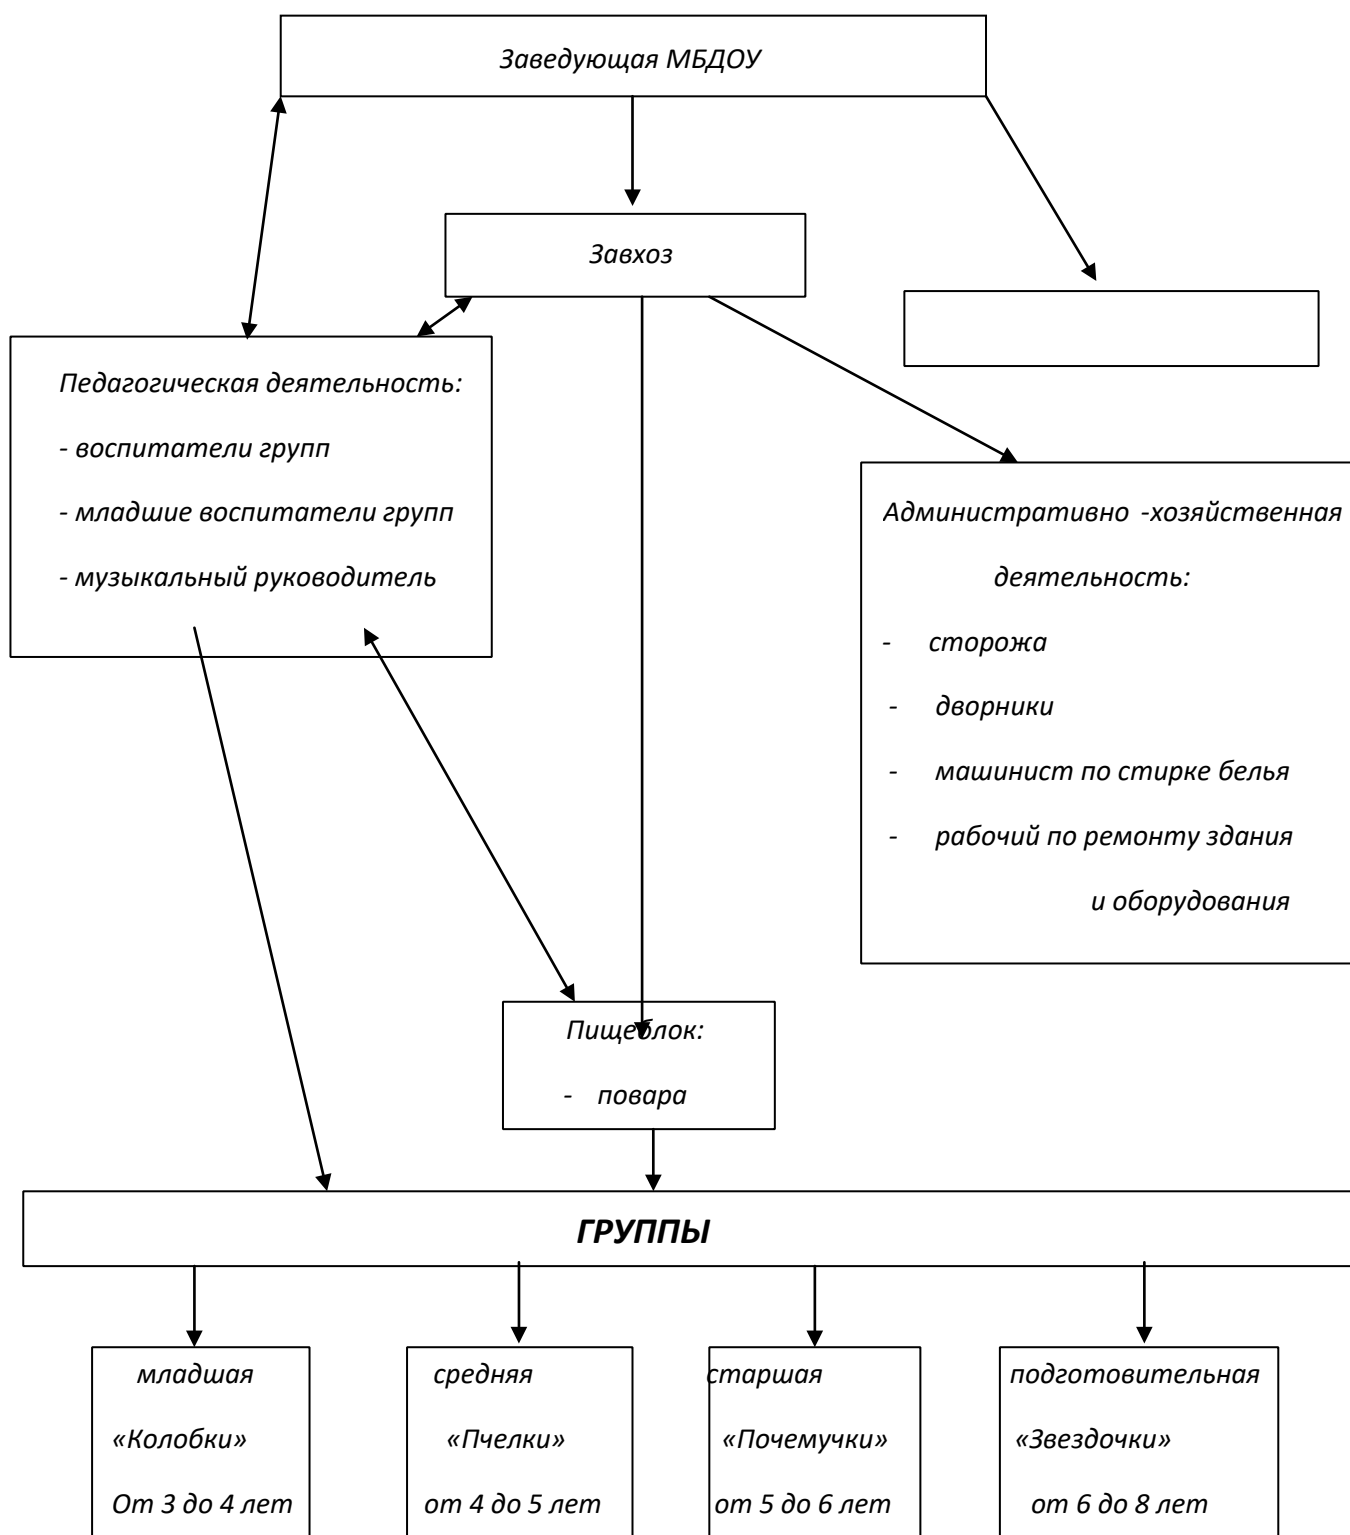 Заведующая МБДОУ
Завхоз
Педагогическая деятельность:
- воспитатели групп
- младшие воспитатели групп
- музыкальный руководитель
Административно -хозяйственная
деятельность:
- сторожа
- дворники
- машинист по стирке белья
- рабочий по ремонту здания
и оборудования
Пищеблок:
- повара
ГРУППЫ
младшая
«Колобки»
От 3 до 4 лет
средняя
«Пчелки»
от 4 до 5 лет
старшая
«Почемучки»
от 5 до 6 лет
подготовительная
«Звездочки»
от 6 до 8 лет